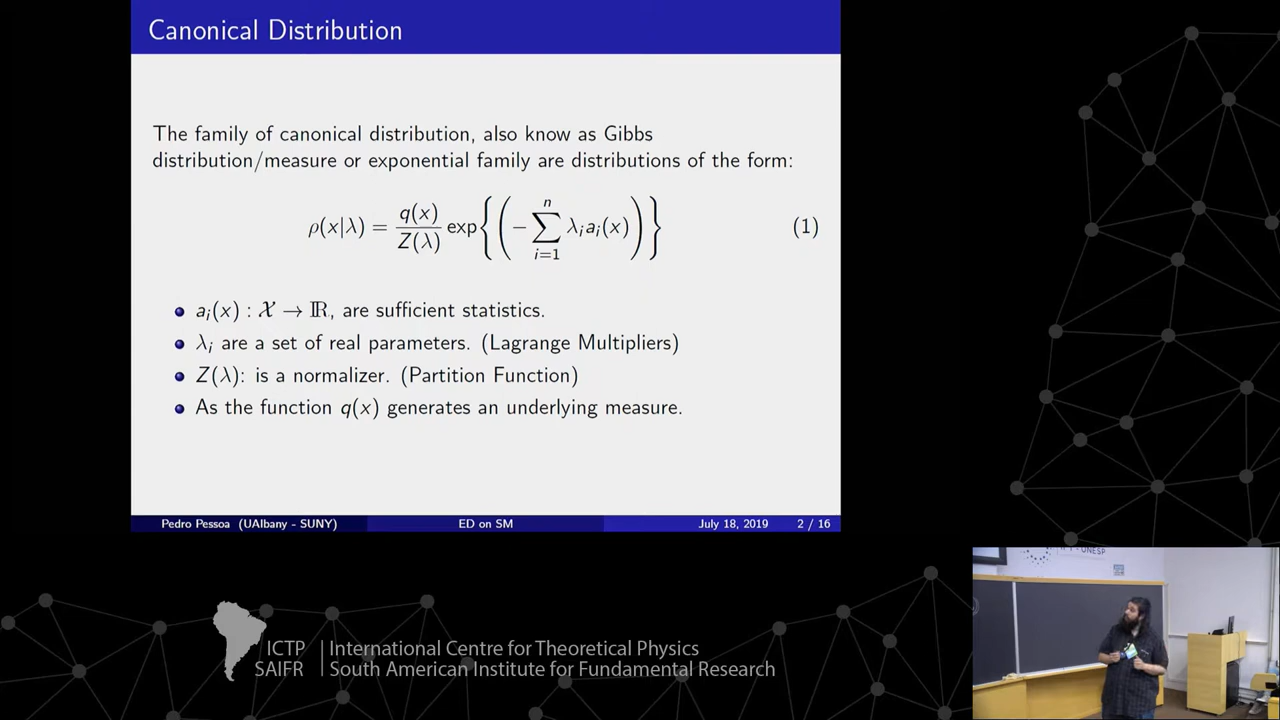 Canonical Distribution
The family of canonical distribution, also know as Gibbs
distribution/measure or exponential family are distributions of the form:
ρ(x|λ) = q(x)/Z(λ) exp{(−∑_{i=1}^{n} λ_i a_i(x))} (1)
a_i(x) : 𝒳 → ℝ, are sufficient statistics.
λ_i are a set of real parameters. (Lagrange Multipliers)
Z(λ): is a normalizer. (Partition Function)
As the function q(x) generates an underlying measure.
Pedro Pessoa (UAlbany - SUNY) ED on SM July 18, 2019 2 / 16
ICTP International Centre for Theoretical Physics
SAIFR South American Institute for Fundamental Research
UNESP